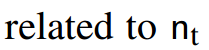 related to nₜ